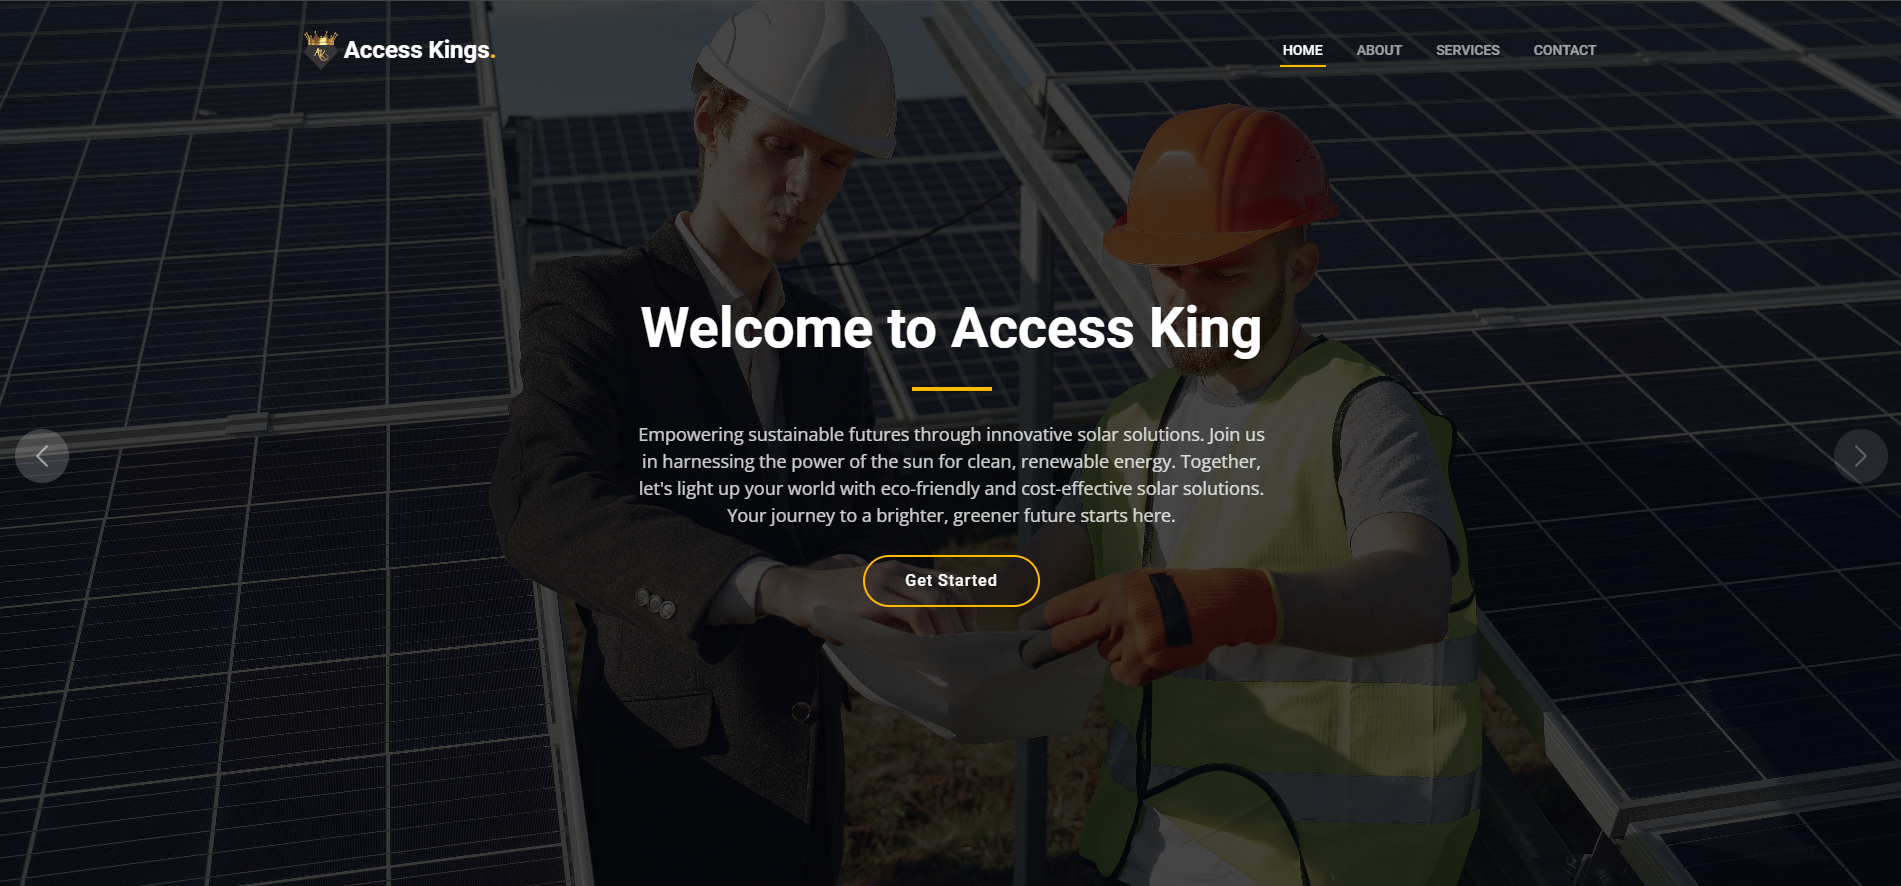 Access Kings.
HOME ABOUT SERVICES CONTACT
Welcome to Access King
Empowering sustainable futures through innovative solar solutions. Join us
in harnessing the power of the sun for clean, renewable energy. Together,
let's light up your world with eco-friendly and cost-effective solar solutions.
Your journey to a brighter, greener future starts here.
Get Started